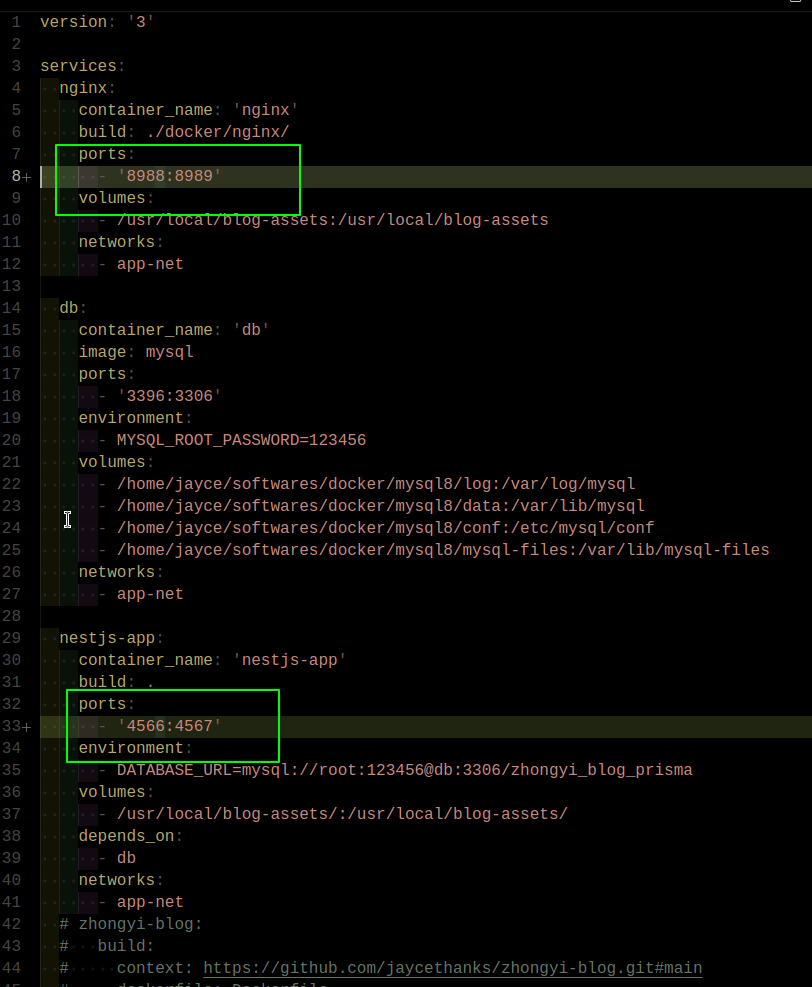 1 version: '3'
2
3 services:
4 nginx:
5 container_name: 'nginx'
6 build: ./docker/nginx/
7 ports:
8+ - '8988:8989'
9 volumes:
10 - /usr/local/blog-assets:/usr/local/blog-assets
11 networks:
12 - app-net
13
14 db:
15 container_name: 'db'
16 image: mysql
17 ports:
18 - '3396:3306'
19 environment:
20 - MYSQL_ROOT_PASSWORD=123456
21 volumes:
22 - /home/jayce/softwares/docker/mysql8/log:/var/log/mysql
23 - /home/jayce/softwares/docker/mysql8/data:/var/lib/mysql
24 - /home/jayce/softwares/docker/mysql8/conf:/etc/mysql/conf
25 - /home/jayce/softwares/docker/mysql8/mysql-files:/var/lib/mysql-files
26 networks:
27 - app-net
28
29 nestjs-app:
30 container_name: 'nestjs-app'
31 build: .
32 ports:
33+ - '4566:4567'
34 environment:
35 - DATABASE_URL=mysql://root:123456@db:3306/zhongyi_blog_prisma
36 volumes:
37 - /usr/local/blog-assets/:/usr/local/blog-assets/
38 depends_on:
39 - db
40 networks:
41 - app-net
42 # zhongyi-blog:
43 # build:
44 # context: https://github.com/jaycethanks/zhongyi-blog.git#main
45 # dockerfile: Dockerfile